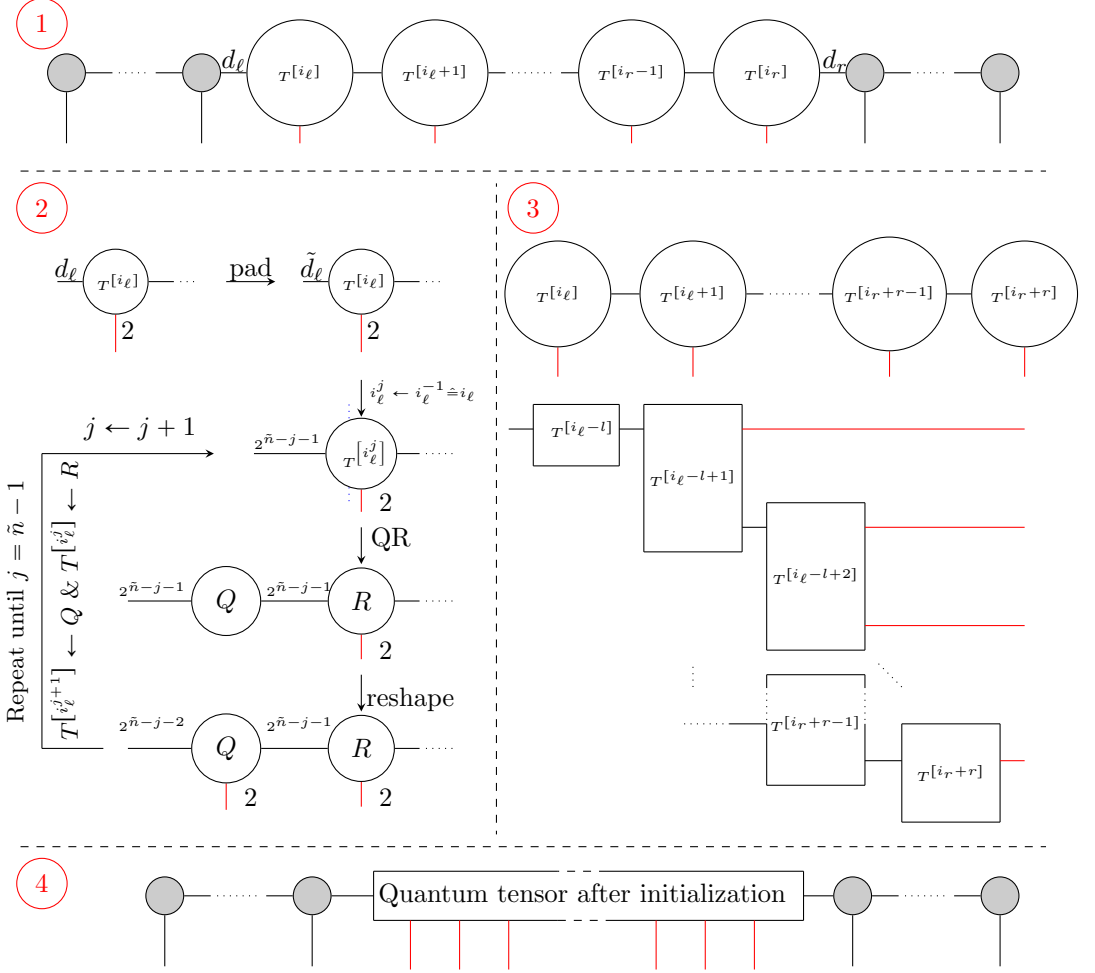 1
d_ℓ d_r
T^[i_ℓ] T^[i_ℓ+1] ······· T^[i_r−1] T^[i_r]
2
d_ℓ T^[i_ℓ] pad d̃_ℓ T^[i_ℓ]
2 2
i_ℓ^j ← i_ℓ^{−1} ≙ i_ℓ
j ← j + 1
2^{ñ−j−1} T^[i_ℓ^j]
2
QR
2^{ñ−j−1} Q 2^{ñ−j−1} R
2
reshape
2^{ñ−j−2} Q 2^{ñ−j−1} R
2 2
Repeat until j = ñ − 1
T^[i_ℓ^{j+1}] ← Q & T^[i_ℓ^j] ← R
3
T^[i_ℓ] T^[i_ℓ+1] ······· T^[i_r+r−1] T^[i_r+r]
T^[i_ℓ−l]
T^[i_ℓ−l+1]
T^[i_ℓ−l+2]
T^[i_r+r−1]
T^[i_r+r]
4
Quantum tensor after initialization